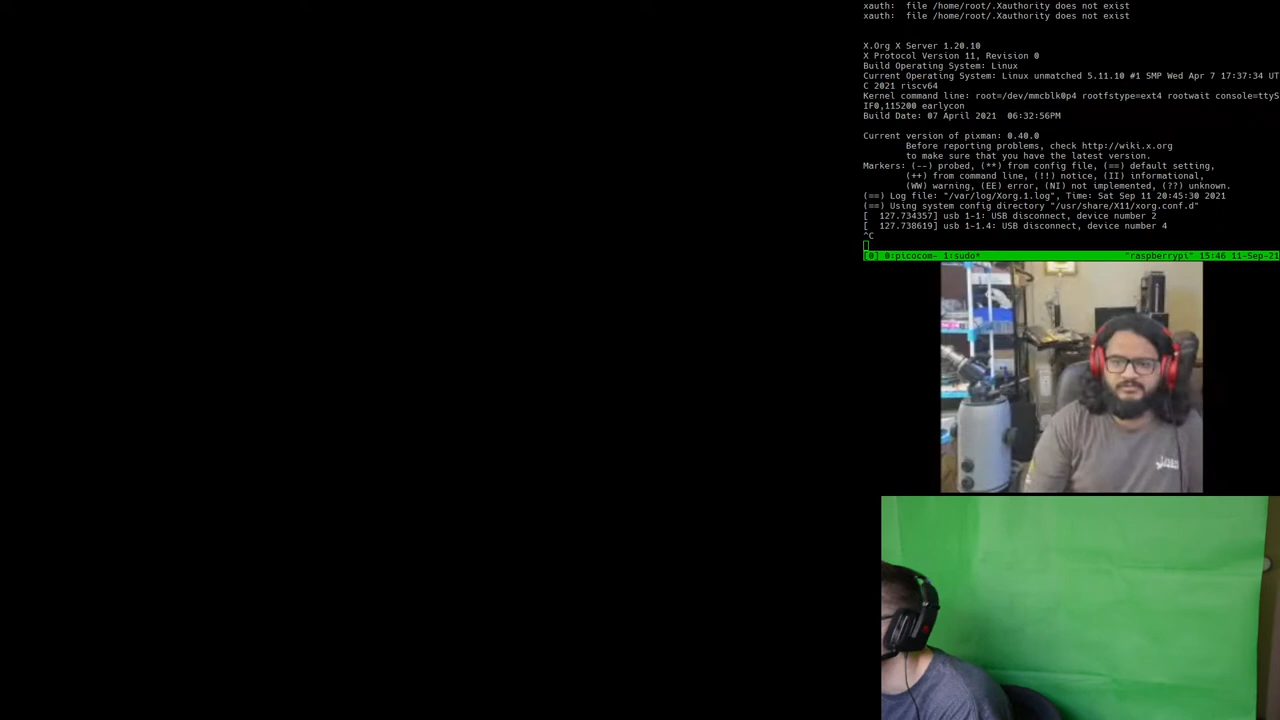 xauth:  file /home/root/.Xauthority does not exist
xauth:  file /home/root/.Xauthority does not exist
X.Org X Server 1.20.10
X Protocol Version 11, Revision 0
Build Operating System: Linux
Current Operating System: Linux unmatched 5.11.10 #1 SMP Wed Apr 7 17:37:34 UT
C 2021 riscv64
Kernel command line: root=/dev/mmcblk0p4 rootfstype=ext4 rootwait console=ttyS
IF0,115200 earlycon
Build Date: 07 April 2021  06:32:56PM
Current version of pixman: 0.40.0
Before reporting problems, check http://wiki.x.org
to make sure that you have the latest version.
Markers: (--) probed, (**) from config file, (==) default setting,
(++) from command line, (!!) notice, (II) informational,
(WW) warning, (EE) error, (NI) not implemented, (??) unknown.
(==) Log file: "/var/log/Xorg.1.log", Time: Sat Sep 11 20:45:30 2021
(==) Using system config directory "/usr/share/X11/xorg.conf.d"
[  127.734357] usb 1-1: USB disconnect, device number 2
[  127.738619] usb 1-1.4: USB disconnect, device number 4
^C
[0] 0:picocom- 1:sudo* "raspberrypi" 15:46 11-Sep-21